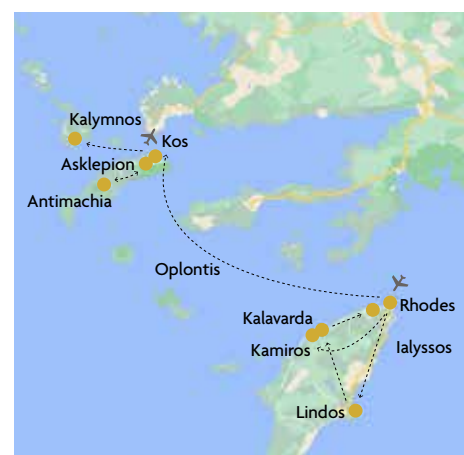 Kalymnos
Kos
Asklepion
Antimachia
Oplontis
Rhodes
Kalavarda
Ialyssos
Kamiros
Lindos